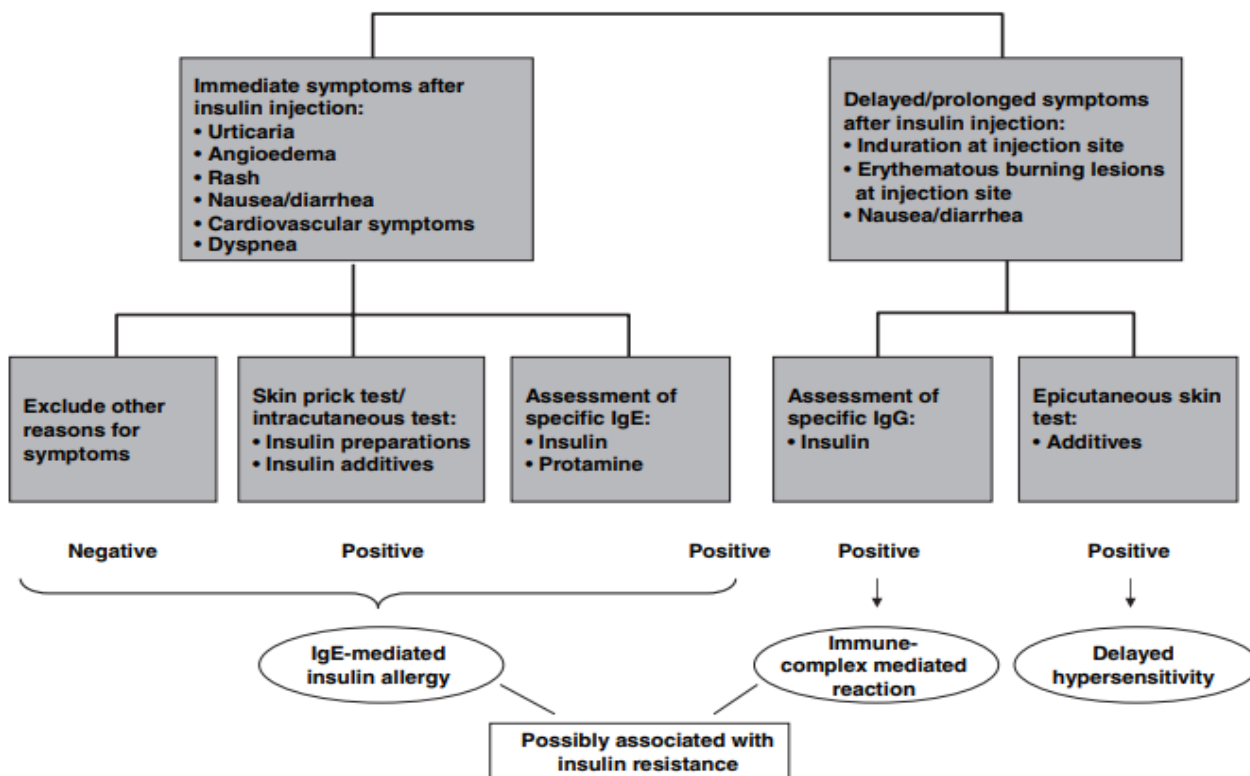 Immediate symptoms after
insulin injection:
• Urticaria
• Angioedema
• Rash
• Nausea/diarrhea
• Cardiovascular symptoms
• Dyspnea
Delayed/prolonged symptoms
after insulin injection:
• Induration at injection site
• Erythematous burning lesions
at injection site
• Nausea/diarrhea
Exclude other
reasons for
symptoms
Skin prick test/
intracutaneous test:
• Insulin preparations
• Insulin additives
Assessment of
specific IgE:
• Insulin
• Protamine
Assessment of
specific IgG:
• Insulin
Epicutaneous skin
test:
• Additives
Negative
Positive
Positive
Positive
Positive
IgE-mediated
insulin allergy
Immune-
complex mediated
reaction
Delayed
hypersensitivity
Possibly associated with
insulin resistance